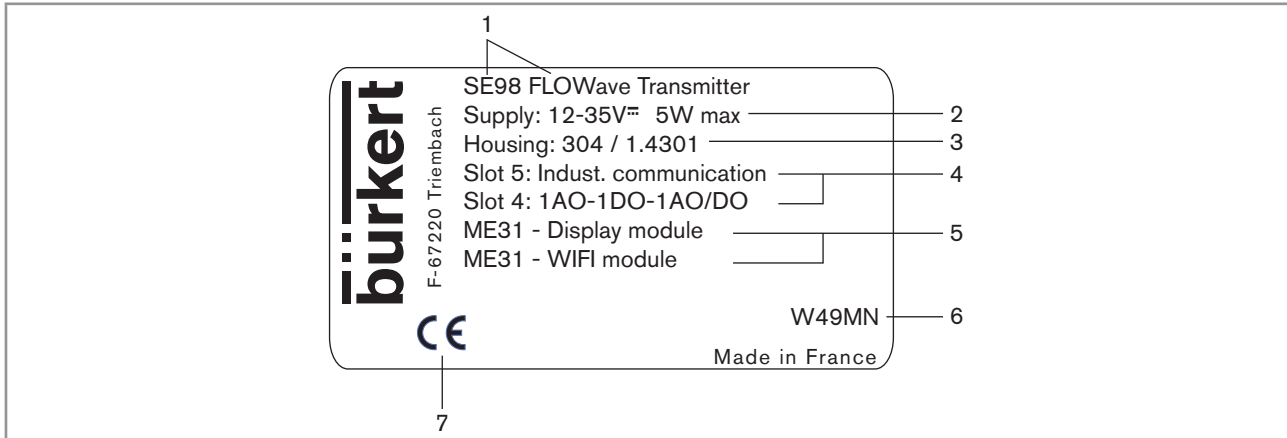 1
SE98 FLOWave Transmitter
Supply: 12-35V⎓ 5W max
2
Housing: 304 / 1.4301
3
Slot 5: Indust. communication
4
Slot 4: 1AO-1DO-1AO/DO
ME31 - Display module
5
ME31 - WIFI module
bürkert
F-67220 Triembach
W49MN
6
CE
Made in France
7